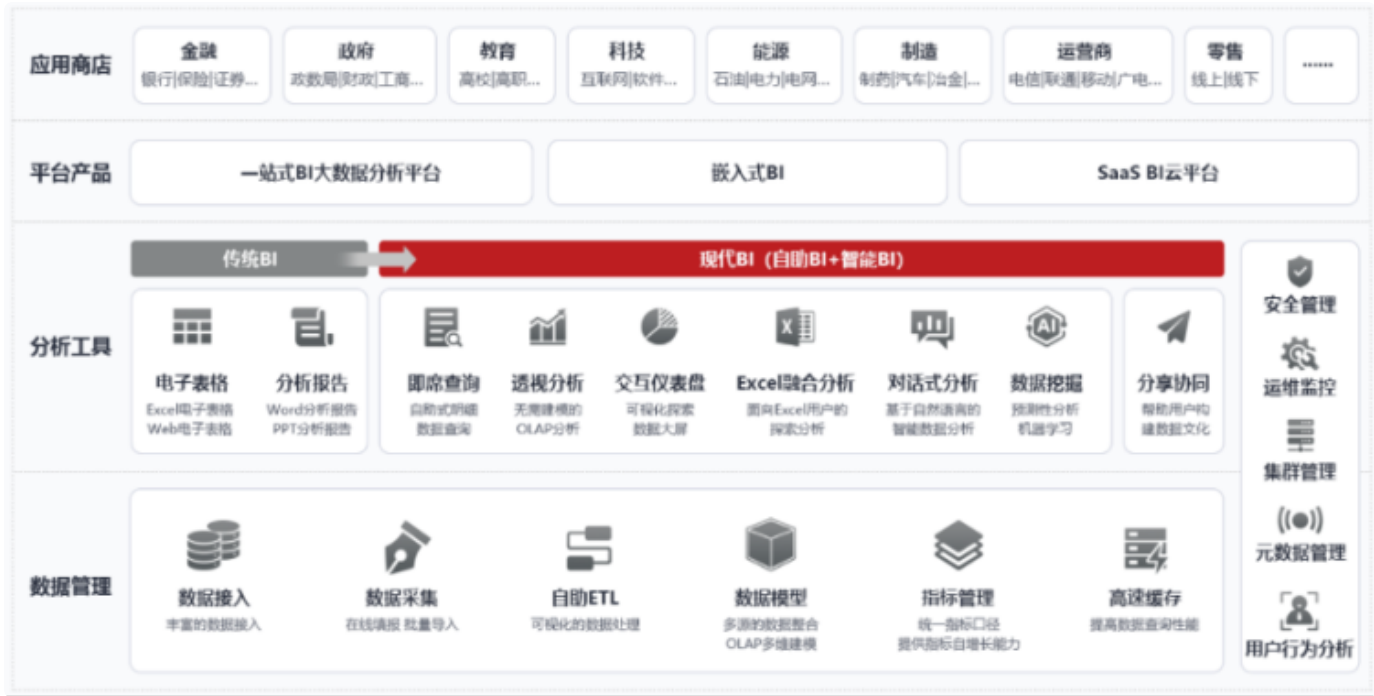 应用商店
金融
银行|保险|证券...
政府
政数局|财政|工商...
教育
高校|高职...
科技
互联网|软件...
能源
石油|电力|电网...
制造
制药|汽车|冶金|...
运营商
电信|联通|移动|广电...
零售
线上|线下
......
平台产品
一站式BI大数据分析平台
嵌入式BI
SaaS BI云平台
分析工具
传统BI
现代BI（自助BI+智能BI）
电子表格
Excel电子表格
Web电子表格
分析报告
Word分析报告
PPT分析报告
即席查询
自助式明细
数据查询
透视分析
无需建模的
OLAP分析
交互仪表盘
可视化探索
数据大屏
X
Excel融合分析
面向Excel用户的
探索分析
对话式分析
基于自然语言的
智能数据分析
AI
数据挖掘
预测性分析
机器学习
分享协同
帮助用户构
建数据文化
安全管理
运维监控
集群管理
元数据管理
用户行为分析
数据管理
数据接入
丰富的数据接入
数据采集
在线填报 批量导入
自助ETL
可视化的数据处理
数据模型
多源的数据整合
OLAP多维建模
指标管理
统一指标口径
提供指标自增长能力
高速缓存
提高数据查询性能